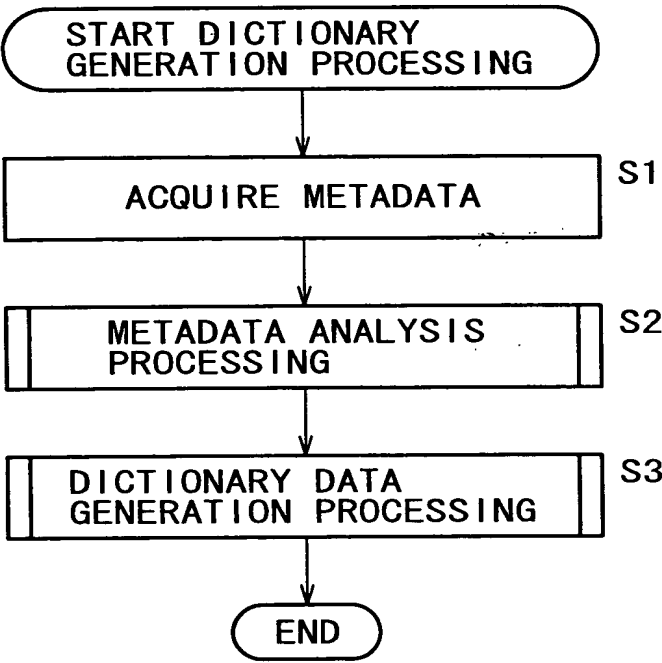 START DICTIONARY
GENERATION PROCESSING
ACQUIRE METADATA
S1
METADATA ANALYSIS
PROCESSING
S2
DICTIONARY DATA
GENERATION PROCESSING
S3
END